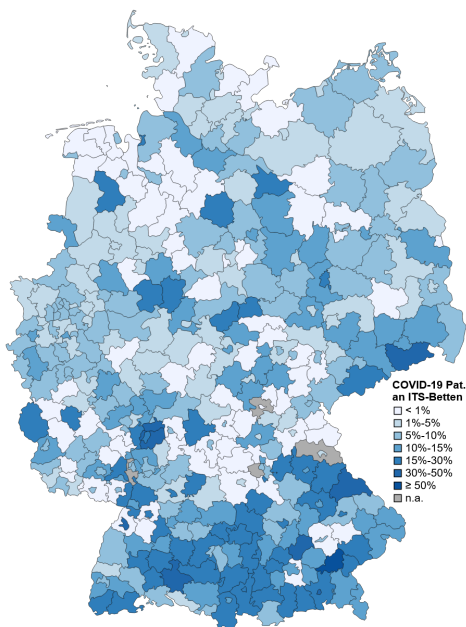 COVID-19 Pat.
an ITS-Betten
< 1%
1%-5%
5%-10%
10%-15%
15%-30%
30%-50%
≥ 50%
n.a.